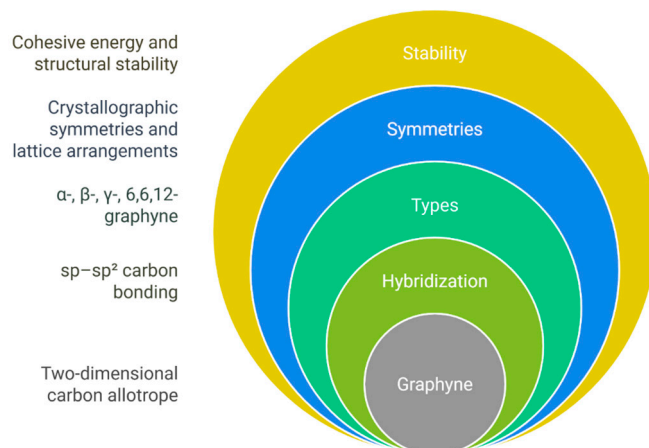 Cohesive energy and
structural stability
Stability
Crystallographic
symmetries and
lattice arrangements
Symmetries
α-, β-, γ-, 6,6,12-
graphyne
Types
sp–sp² carbon
bonding
Hybridization
Two-dimensional
carbon allotrope
Graphyne